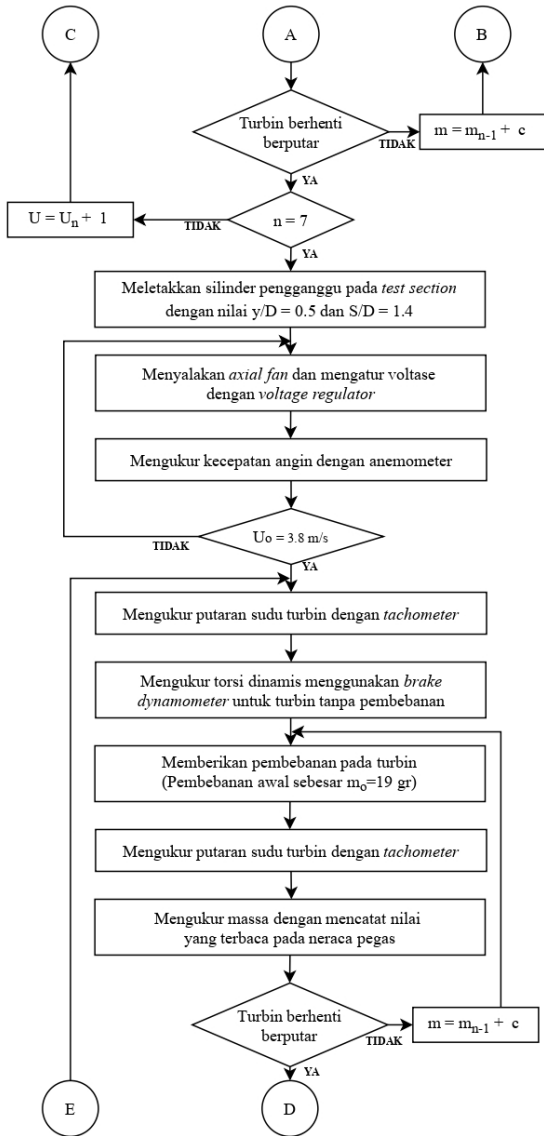 C
A
B
Turbin berhenti
berputar
TIDAK
m = mn-1 + c
YA
U = Un + 1
TIDAK
n = 7
YA
Meletakkan silinder pengganggu pada test section
dengan nilai y/D = 0.5 dan S/D = 1.4
Menyalakan axial fan dan mengatur voltase
dengan voltage regulator
Mengukur kecepatan angin dengan anemometer
Uo = 3.8 m/s
TIDAK
YA
Mengukur putaran sudu turbin dengan tachometer
Mengukur torsi dinamis menggunakan brake
dynamometer untuk turbin tanpa pembebanan
Memberikan pembebanan pada turbin
(Pembebanan awal sebesar mo=19 gr)
Mengukur putaran sudu turbin dengan tachometer
Mengukur massa dengan mencatat nilai
yang terbaca pada neraca pegas
Turbin berhenti
berputar
TIDAK
m = mn-1 + c
YA
E
D